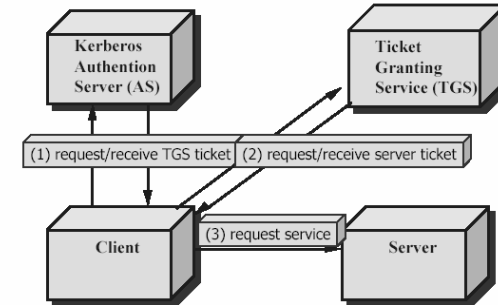 Kerberos
Authention
Server (AS)
Ticket
Granting
Service (TGS)
(1) request/receive TGS ticket
(2) request/receive server ticket
(3) request service
Client
Server